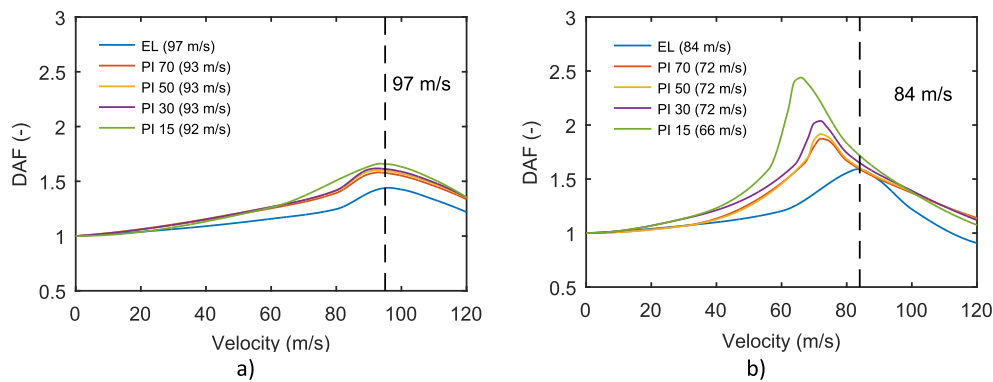 3
2.5
2
1.5
1
0.5
DAF (-)
EL (97 m/s)
PI 70 (93 m/s)
PI 50 (93 m/s)
PI 30 (93 m/s)
PI 15 (92 m/s)
97 m/s
0 20 40 60 80 100 120
Velocity (m/s)
a)
3
2.5
2
1.5
1
0.5
DAF (-)
EL (84 m/s)
PI 70 (72 m/s)
PI 50 (72 m/s)
PI 30 (72 m/s)
PI 15 (66 m/s)
84 m/s
0 20 40 60 80 100 120
Velocity (m/s)
b)